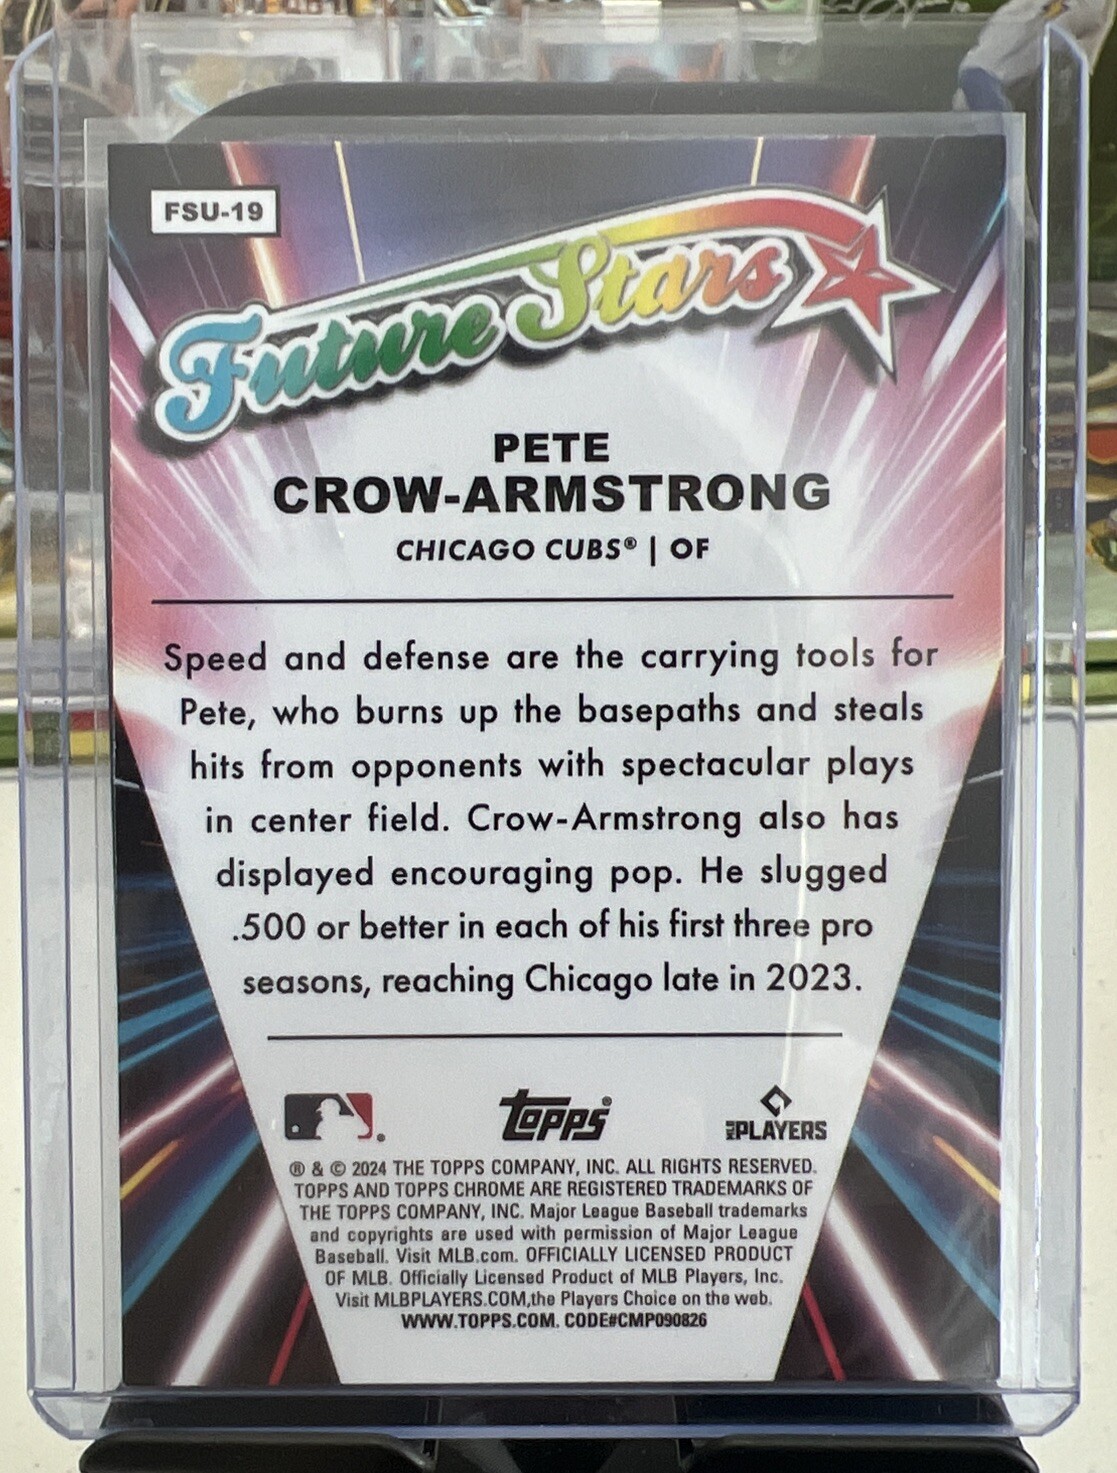 FSU-19
Future Stars
PETE
CROW-ARMSTRONG
CHICAGO CUBS® | OF
Speed and defense are the carrying tools for
Pete, who burns up the basepaths and steals
hits from opponents with spectacular plays
in center field. Crow-Armstrong also has
displayed encouraging pop. He slugged
.500 or better in each of his first three pro
seasons, reaching Chicago late in 2023.
topps® MLB PLAYERS
® & © 2024 THE TOPPS COMPANY, INC. ALL RIGHTS RESERVED.
TOPPS AND TOPPS CHROME ARE REGISTERED TRADEMARKS OF
THE TOPPS COMPANY, INC. Major League Baseball trademarks
and copyrights are used with permission of Major League
Baseball. Visit MLB.com. OFFICIALLY LICENSED PRODUCT
OF MLB. Officially Licensed Product of MLB Players, Inc.
Visit MLBPLAYERS.COM,the Players Choice on the web.
WWW.TOPPS.COM. CODE#CMP090826